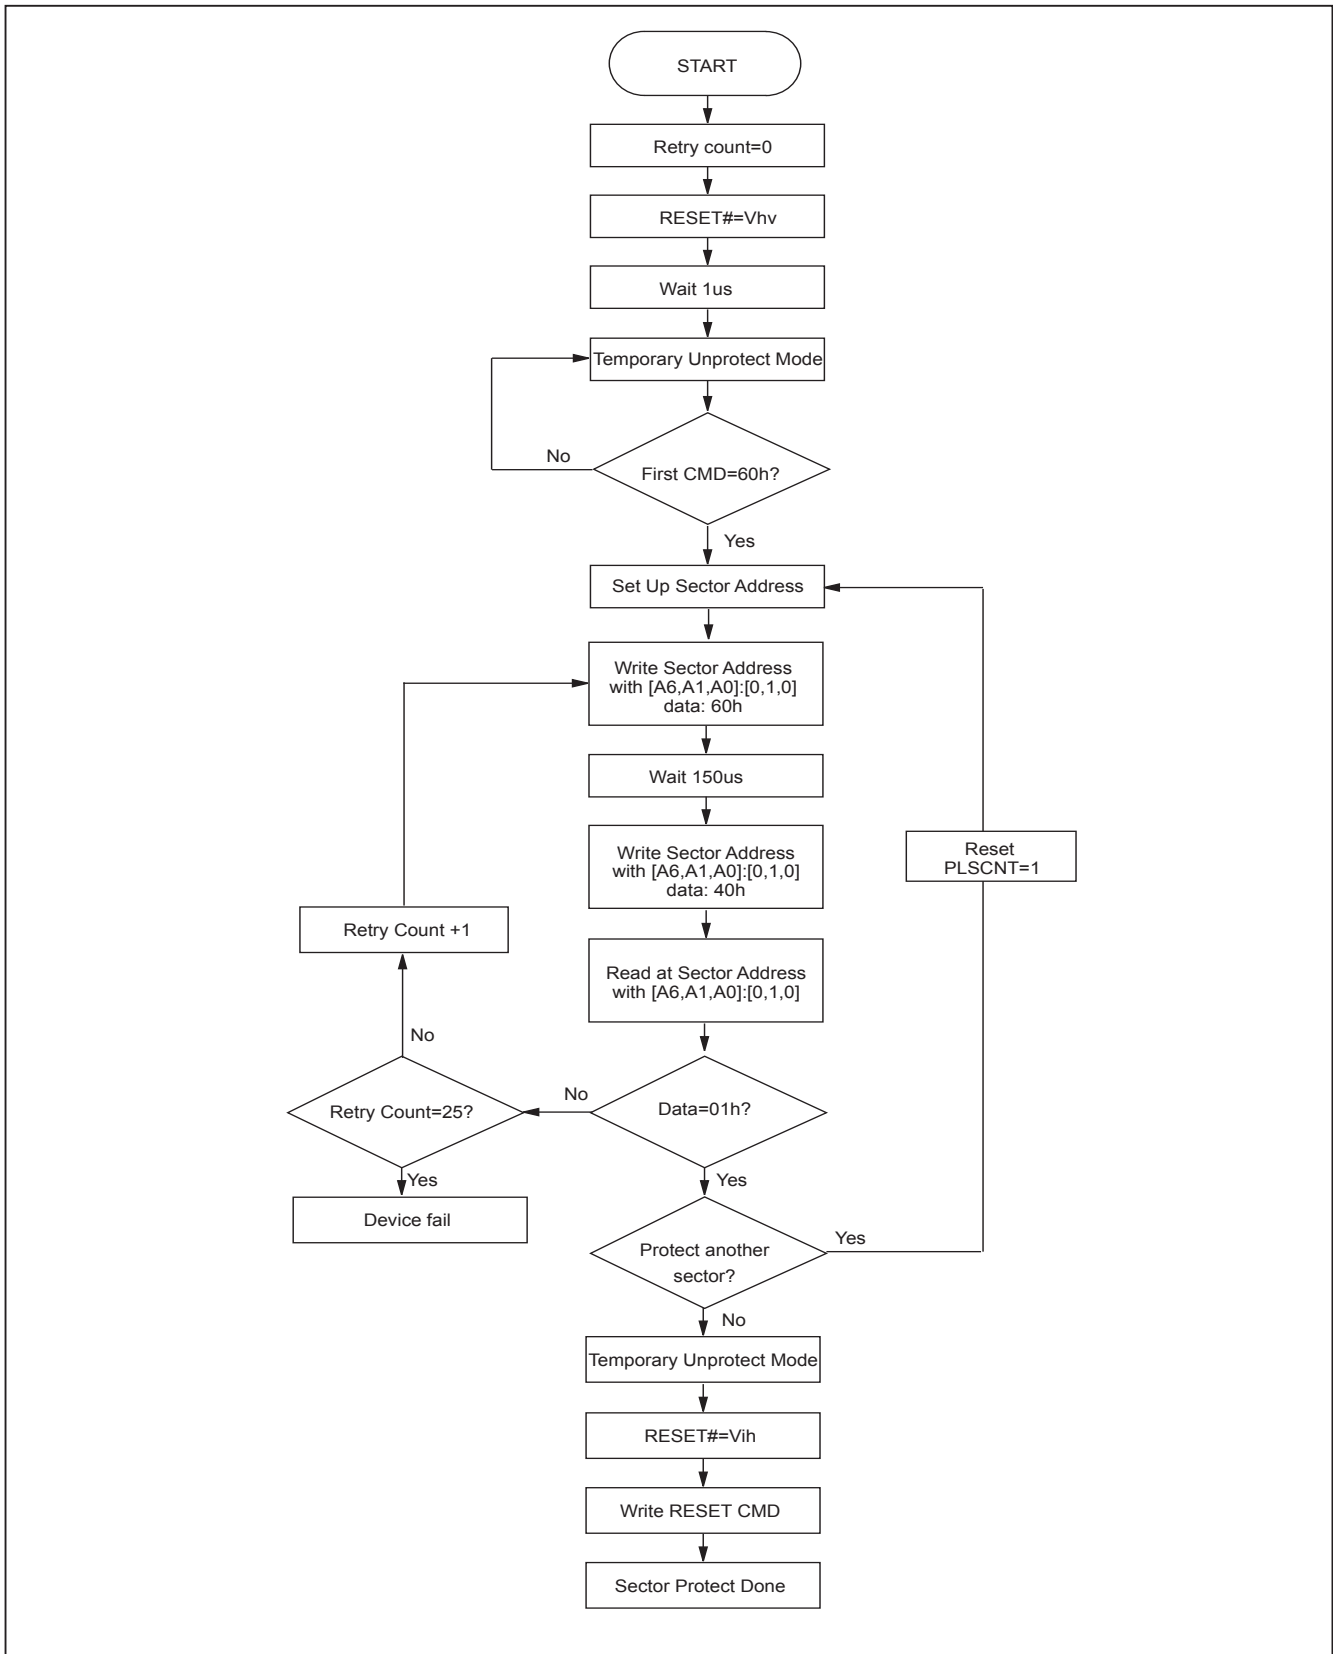 START
Retry count=0
RESET#=Vhv
Wait 1us
Temporary Unprotect Mode
No
First CMD=60h?
Yes
Set Up Sector Address
Write Sector Address
with [A6,A1,A0]:[0,1,0]
data: 60h
Wait 150us
Write Sector Address
with [A6,A1,A0]:[0,1,0]
data: 40h
Reset
PLSCNT=1
Retry Count +1
Read at Sector Address
with [A6,A1,A0]:[0,1,0]
No
No
Retry Count=25?
Data=01h?
Yes
Yes
Device fail
Yes
Protect another
sector?
No
Temporary Unprotect Mode
RESET#=Vih
Write RESET CMD
Sector Protect Done